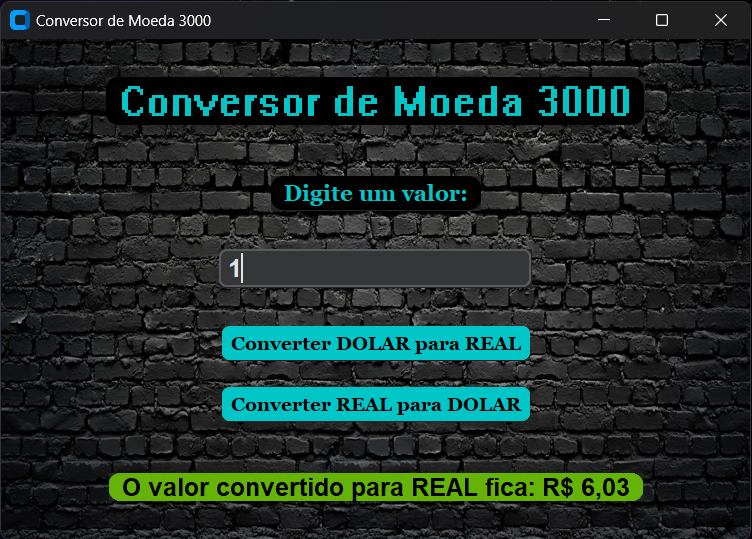 Conversor de Moeda 3000
Conversor de Moeda 3000
Digite um valor:
1
Converter DOLAR para REAL
Converter REAL para DOLAR
O valor convertido para REAL fica: R$ 6,03